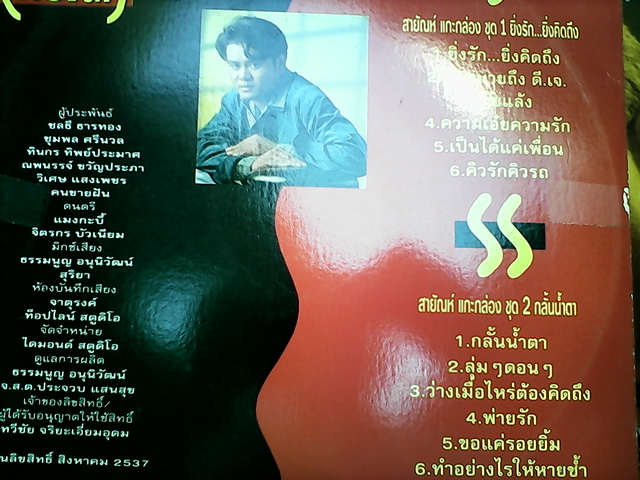 ผู้ประพันธ์
ชลธี ธารทอง
ชุมพล ศรีนวล
ทินกร ทิพย์ประมาศ
ณพนรรจ์ ขวัญประภา
วิเศษ แสงเพชร
คนขายฝัน
ดนตรี
แมงกะบี้
จิตรกร บัวเนียม
มิกซ์เสียง
ธรรมนูญ อนุนิวัฒน์
สุริยา
ห้องบันทึกเสียง
จาตุรงค์
ท็อปไลน์ สตูดิโอ
จัดจำหน่าย
ไดมอนด์ สตูดิโอ
ดูแลการผลิต
ธรรมนูญ อนุนิวัฒน์
จ.ส.ต.ประจวบ แสนสุข
เจ้าของลิขสิทธิ์/
ผู้ได้รับอนุญาตให้ใช้สิทธิ์
ทวีชัย จริยะเอี่ยมอุดม
นลิขสิทธิ์ สิงหาคม 2537
สายัณห์ แกะกล่อง ชุด 1 ยิ่งรัก...ยิ่งคิดถึง
ยิ่งรัก...ยิ่งคิดถึง
ถึง ดี.เจ.
แล้ง
4.ความเอ๋ยความรัก
5.เป็นได้แค่เพื่อน
6.คิวรักคิวรถ
SS
สายัณห์ แกะกล่อง ชุด 2 กลั้นน้ำตา
1.กลั้นน้ำตา
2.ลุ่มๆดอนๆ
3.ว่างเมื่อไหร่ต้องคิดถึง
4.พ่ายรัก
5.ขอแค่รอยยิ้ม
6.ทำอย่างไรให้หายช้ำ